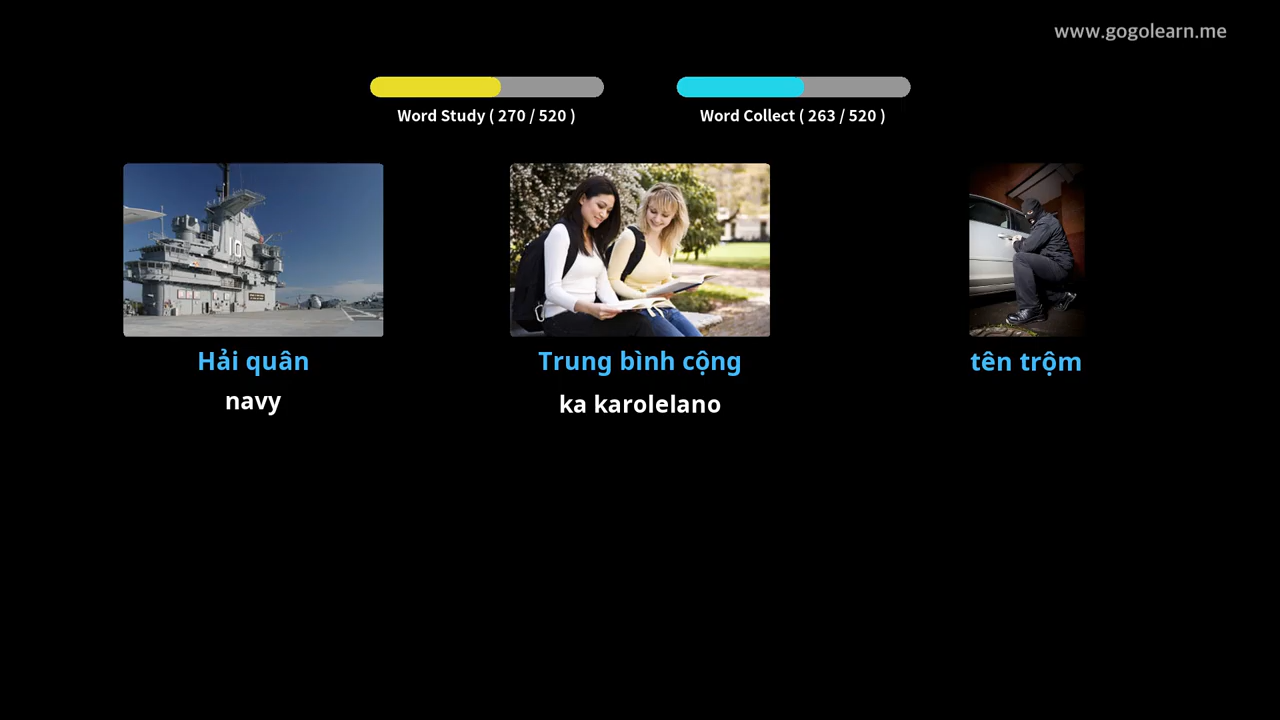 www.gogolearn.me
Word Study ( 270 / 520 )
Word Collect ( 263 / 520 )
10
Hải quân
navy
Trung bình cộng
ka karolelano
tên trộm